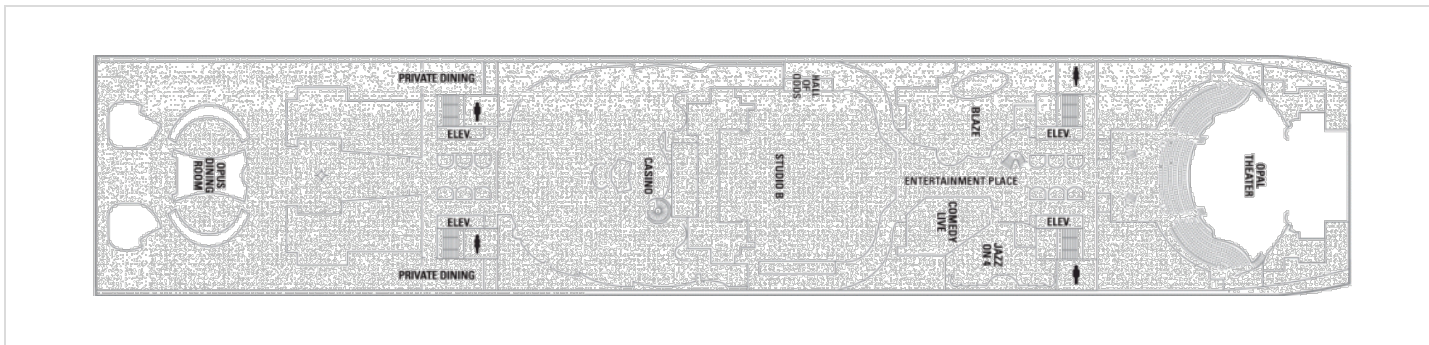 PRIVATE DINING
ELEV.
OPUS
DINING
ROOM
ELEV.
PRIVATE DINING
CASINO
STUDIO B
HALL
OF
ODDS
BLAZE
ENTERTAINMENT PLACE
COMEDY
LIVE
JAZZ
ON 4
ELEV.
ELEV.
OPAL
THEATER